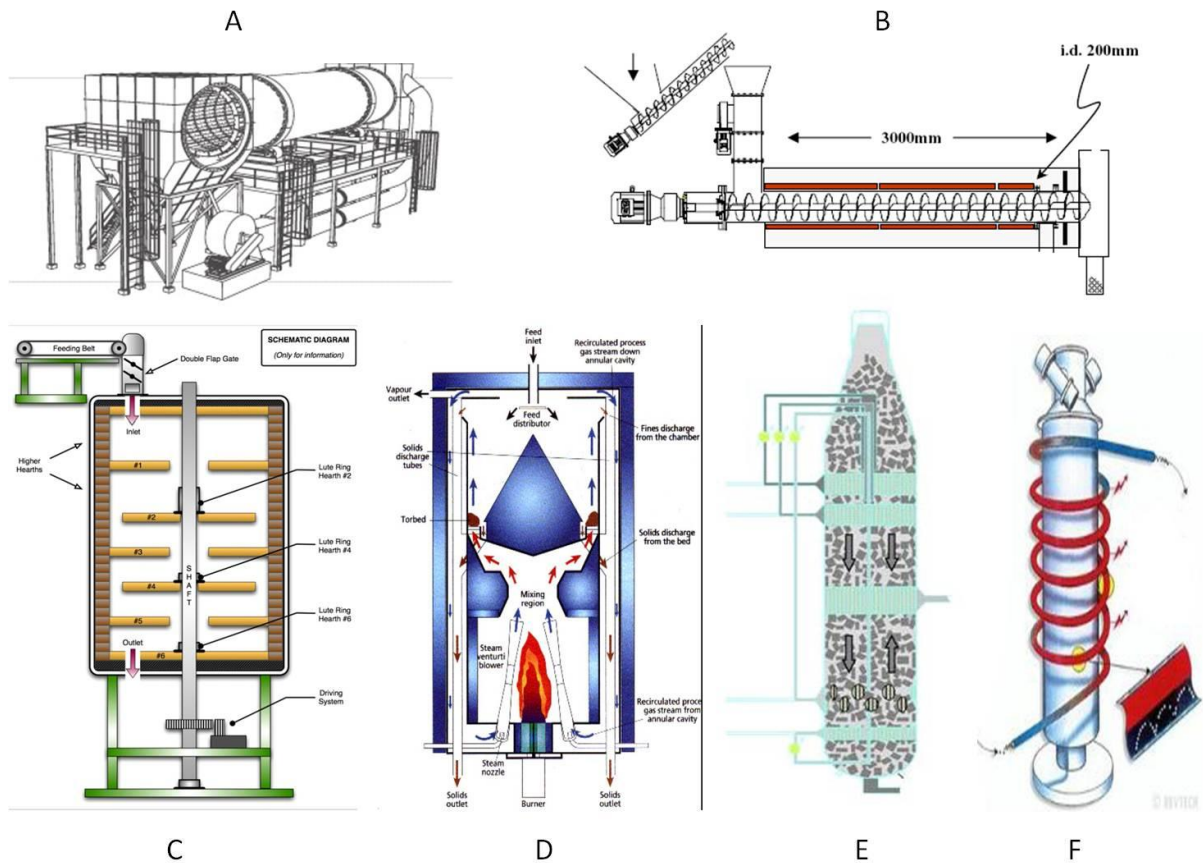 A
B
i.d. 200mm
3000mm
Feeding Belt
Double Flap Gate
SCHEMATIC DIAGRAM
(Only for information)
Inlet
Higher
Hearths
#1
Lute Ring
Hearth #2
#2
#3
Lute Ring
Hearth #4
#4
SHAFT
#5
Lute Ring
Hearth #6
Outlet
#6
Driving
System
Feed
inlet
Recirculated process
gas stream down
annular cavity
Vapour
outlet
Feed
distributor
Fines discharge
from the chamber
Solids
discharge
tubes
Torbed
Solids discharge
from the bed
Mixing
region
Steam
venturti
blower
Recirculated proce
gas stream from
annular cavity
Steam
nozzle
Solids
outlet
Burner
Solids
outlet
© REVTECH
C
D
E
F